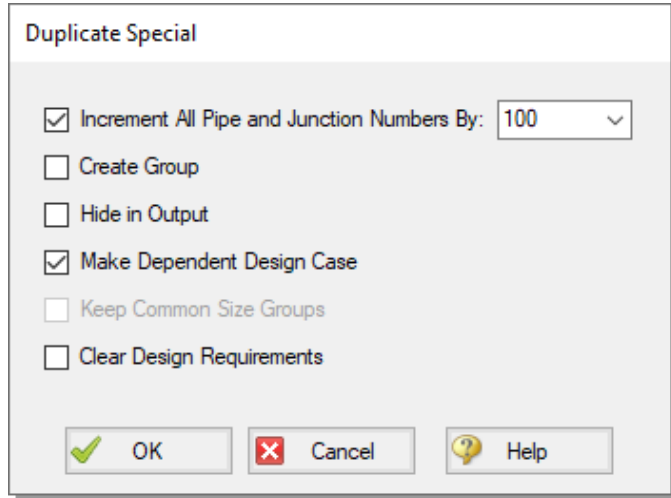 Duplicate Special
Increment All Pipe and Junction Numbers By: 100
Create Group
Hide in Output
Make Dependent Design Case
Keep Common Size Groups
Clear Design Requirements
OK Cancel Help